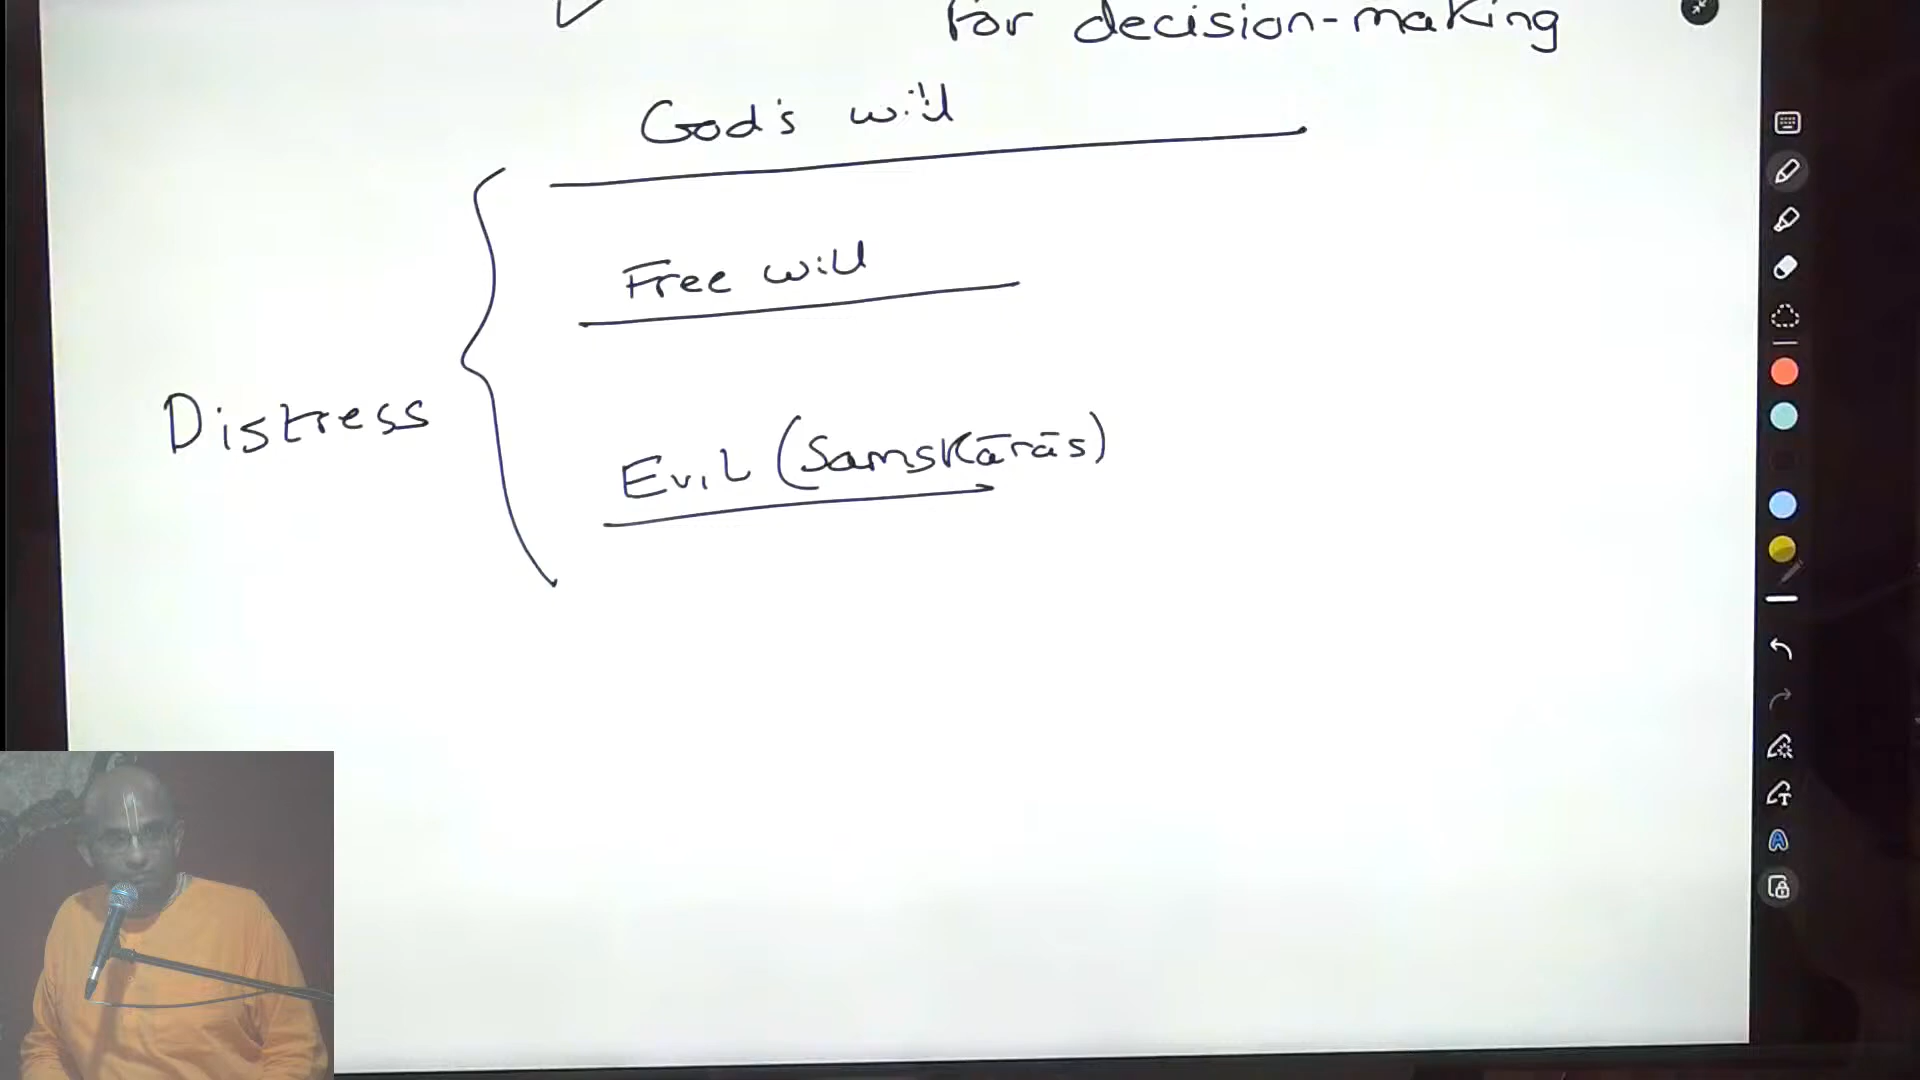 for decision-making
God's will
Free will
Distress
Evil (Samskārās)